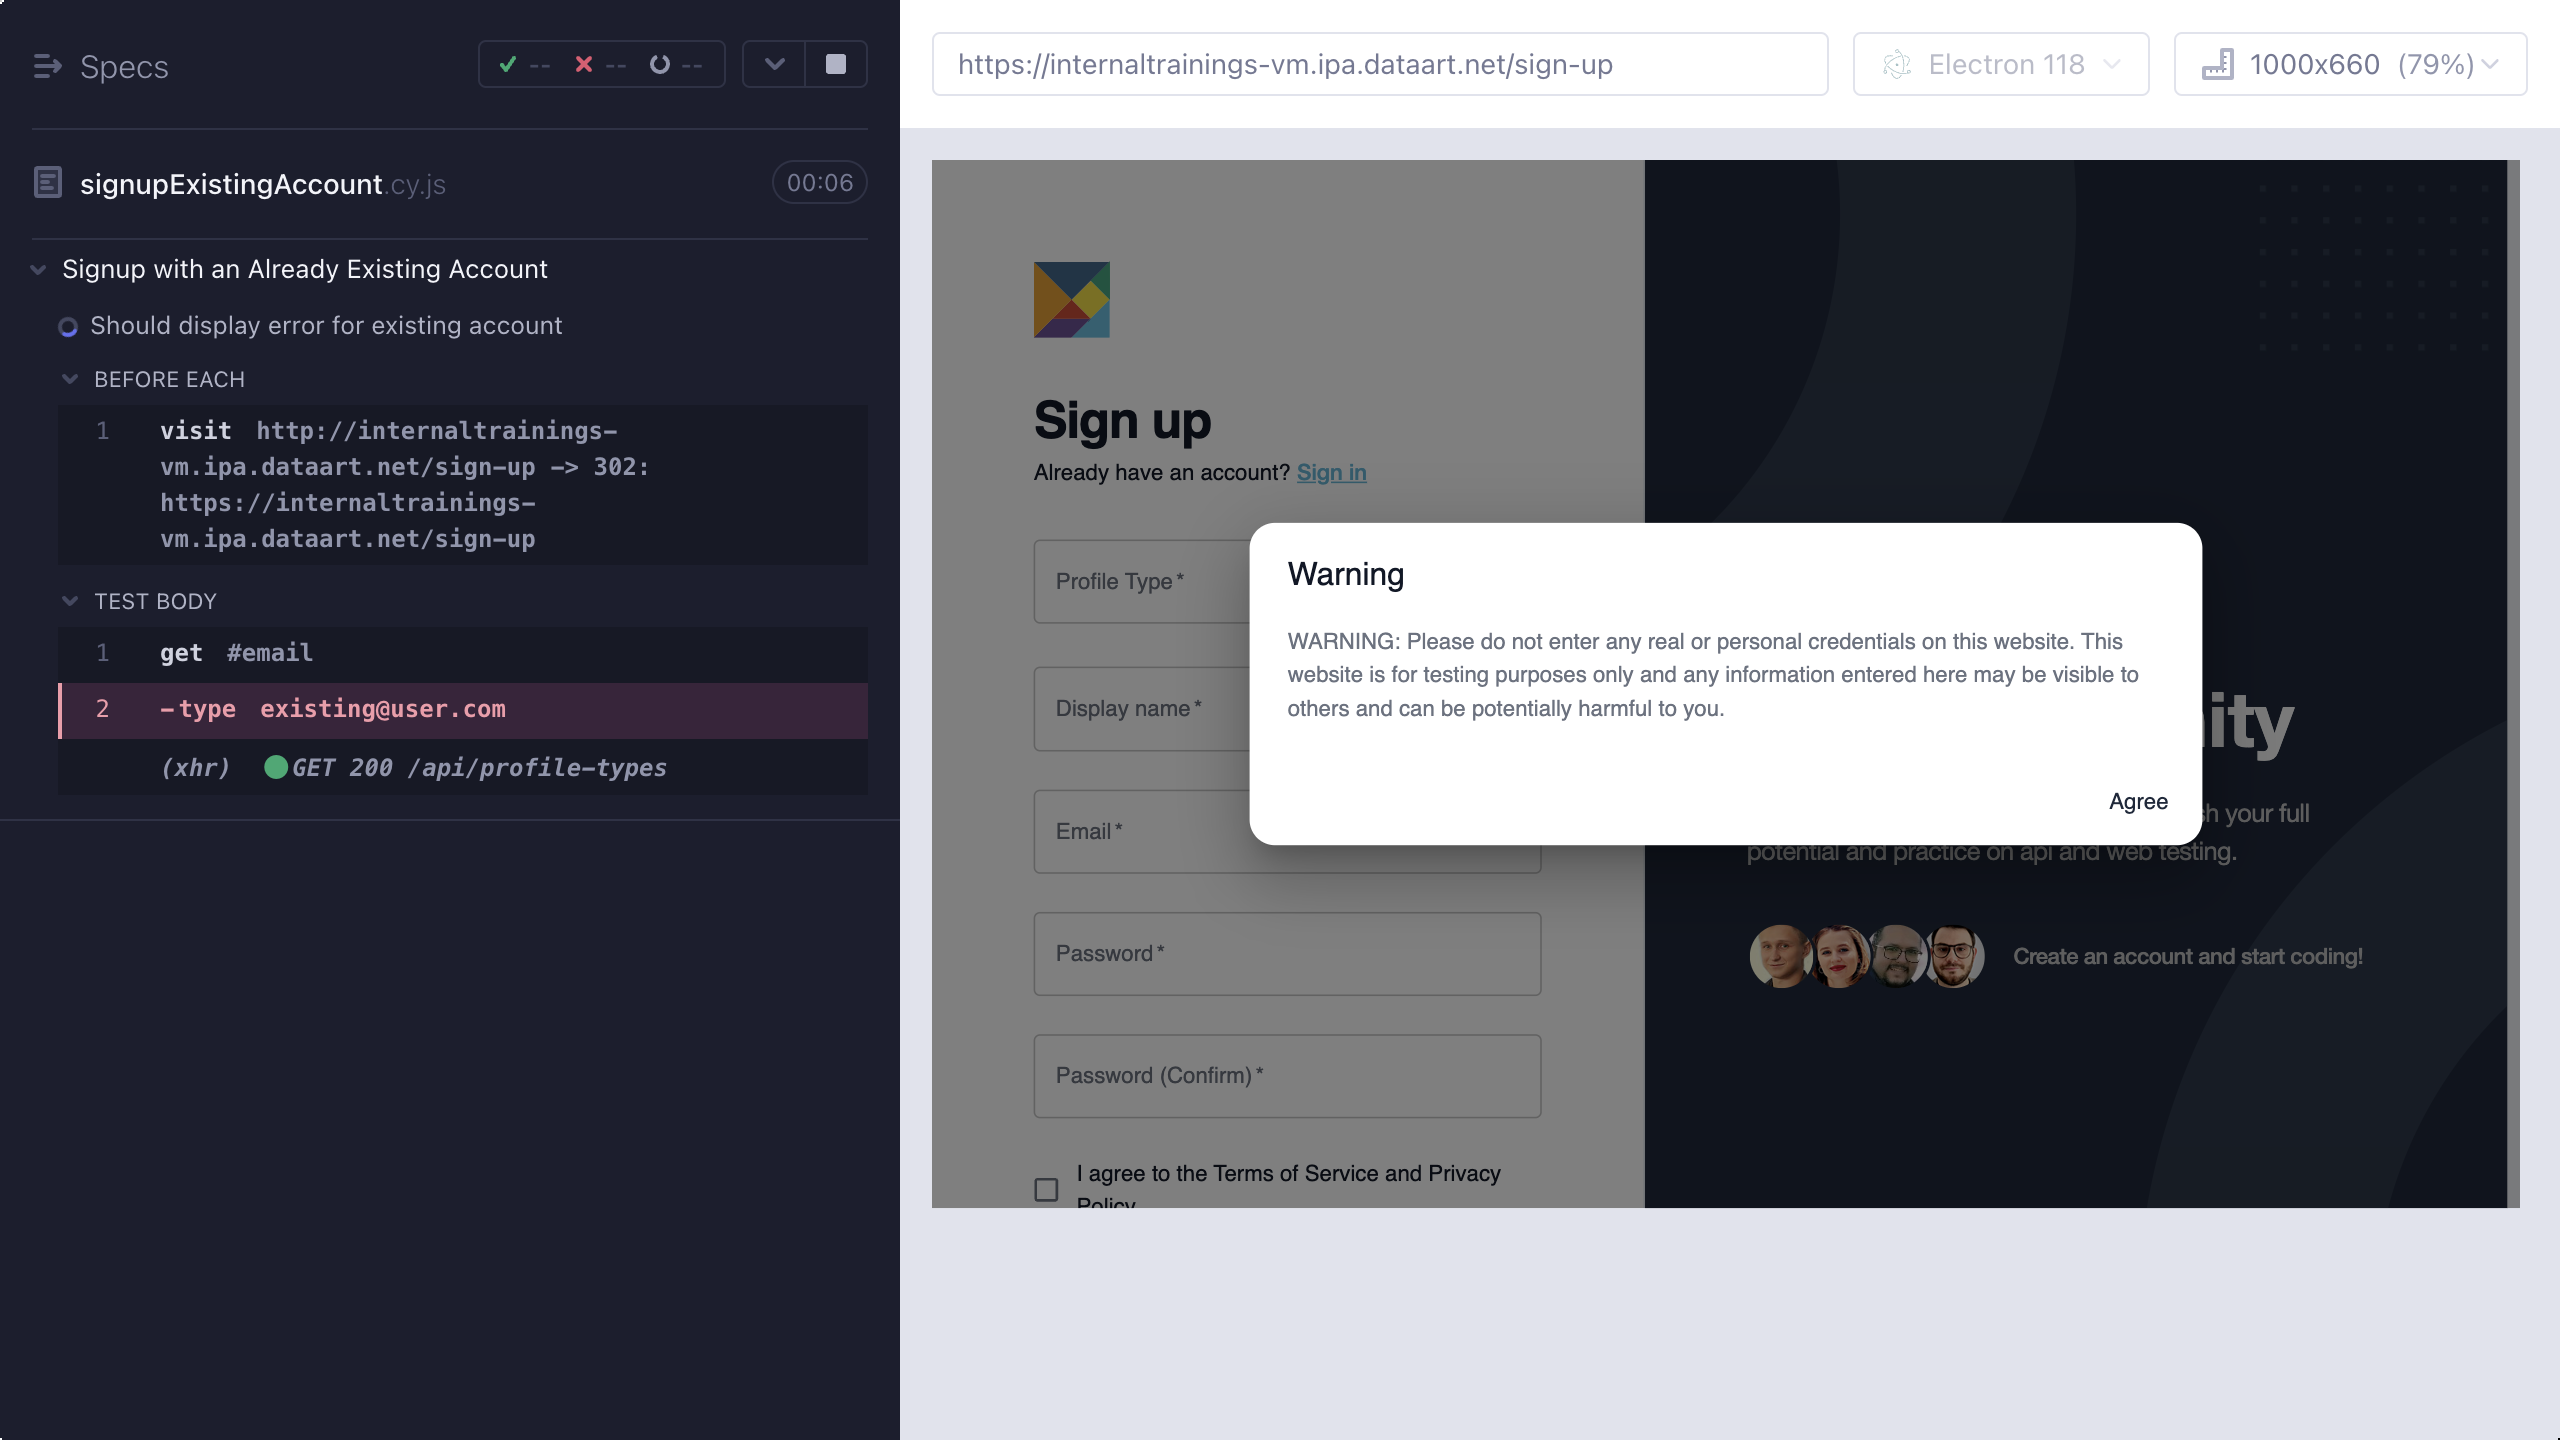 Specs
-- -- --
signupExistingAccount.cy.js
00:06
Signup with an Already Existing Account
Should display error for existing account
BEFORE EACH
1 visit http://internaltrainings-
vm.ipa.dataart.net/sign-up -> 302:
https://internaltrainings-
vm.ipa.dataart.net/sign-up
TEST BODY
1 get #email
2 -type existing@user.com
(xhr) GET 200 /api/profile-types
https://internaltrainings-vm.ipa.dataart.net/sign-up
Electron 118
1000x660 (79%)
Sign up
Already have an account? Sign in
Profile Type *
Display name *
Email *
Password *
Password (Confirm) *
I agree to the Terms of Service and Privacy
Policy
Warning
WARNING: Please do not enter any real or personal credentials on this website. This
website is for testing purposes only and any information entered here may be visible to
others and can be potentially harmful to you.
Agree
ity
sh your full
potential and practice on api and web testing.
Create an account and start coding!